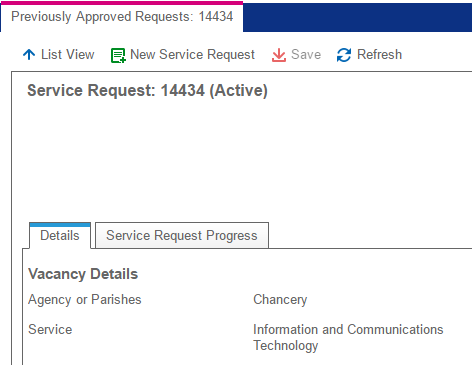 Previously Approved Requests: 14434
List View New Service Request Save Refresh
Service Request: 14434 (Active)
Details Service Request Progress
Vacancy Details
Agency or Parishes Chancery
Service Information and Communications
Technology